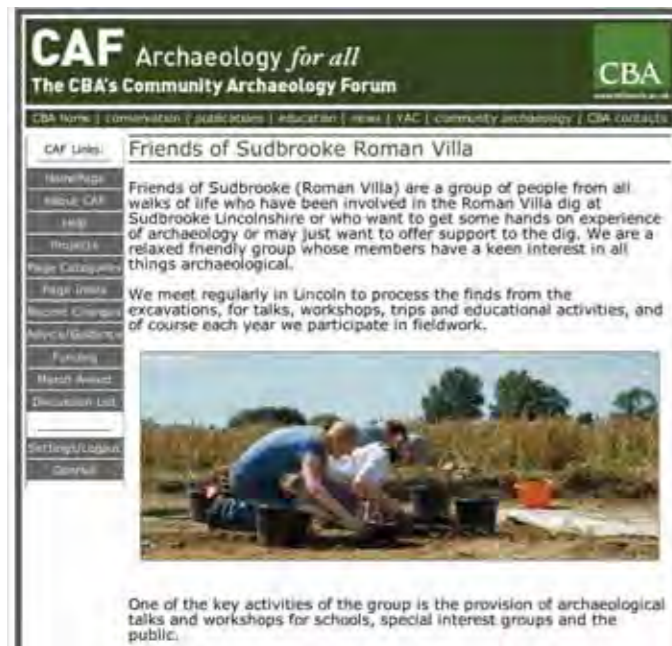 CAF Archaeology for all
The CBA's Community Archaeology Forum
CBA
CBA home | conservation | publications | education | news | YAC | community archaeology | CBA contacts
CAF Links:
HomePage
About CAF
Help
Projects
Page Categories
Page Index
Recent Changes
Advice/Guidance
Funding
Marsh Award
Discussion List
Settings/Logout
Friends of Sudbrooke Roman Villa
Friends of Sudbrooke (Roman Villa) are a group of people from all
walks of life who have been involved in the Roman Villa dig at
Sudbrooke Lincolnshire or who want to get some hands on experience
of archaeology or may just want to offer support to the dig. We are a
relaxed friendly group whose members have a keen interest in all
things archaeological.
We meet regularly in Lincoln to process the finds from the
excavations, for talks, workshops, trips and educational activities, and
of course each year we participate in fieldwork.
One of the key activities of the group is the provision of archaeological
talks and workshops for schools, special interest groups and the
public.